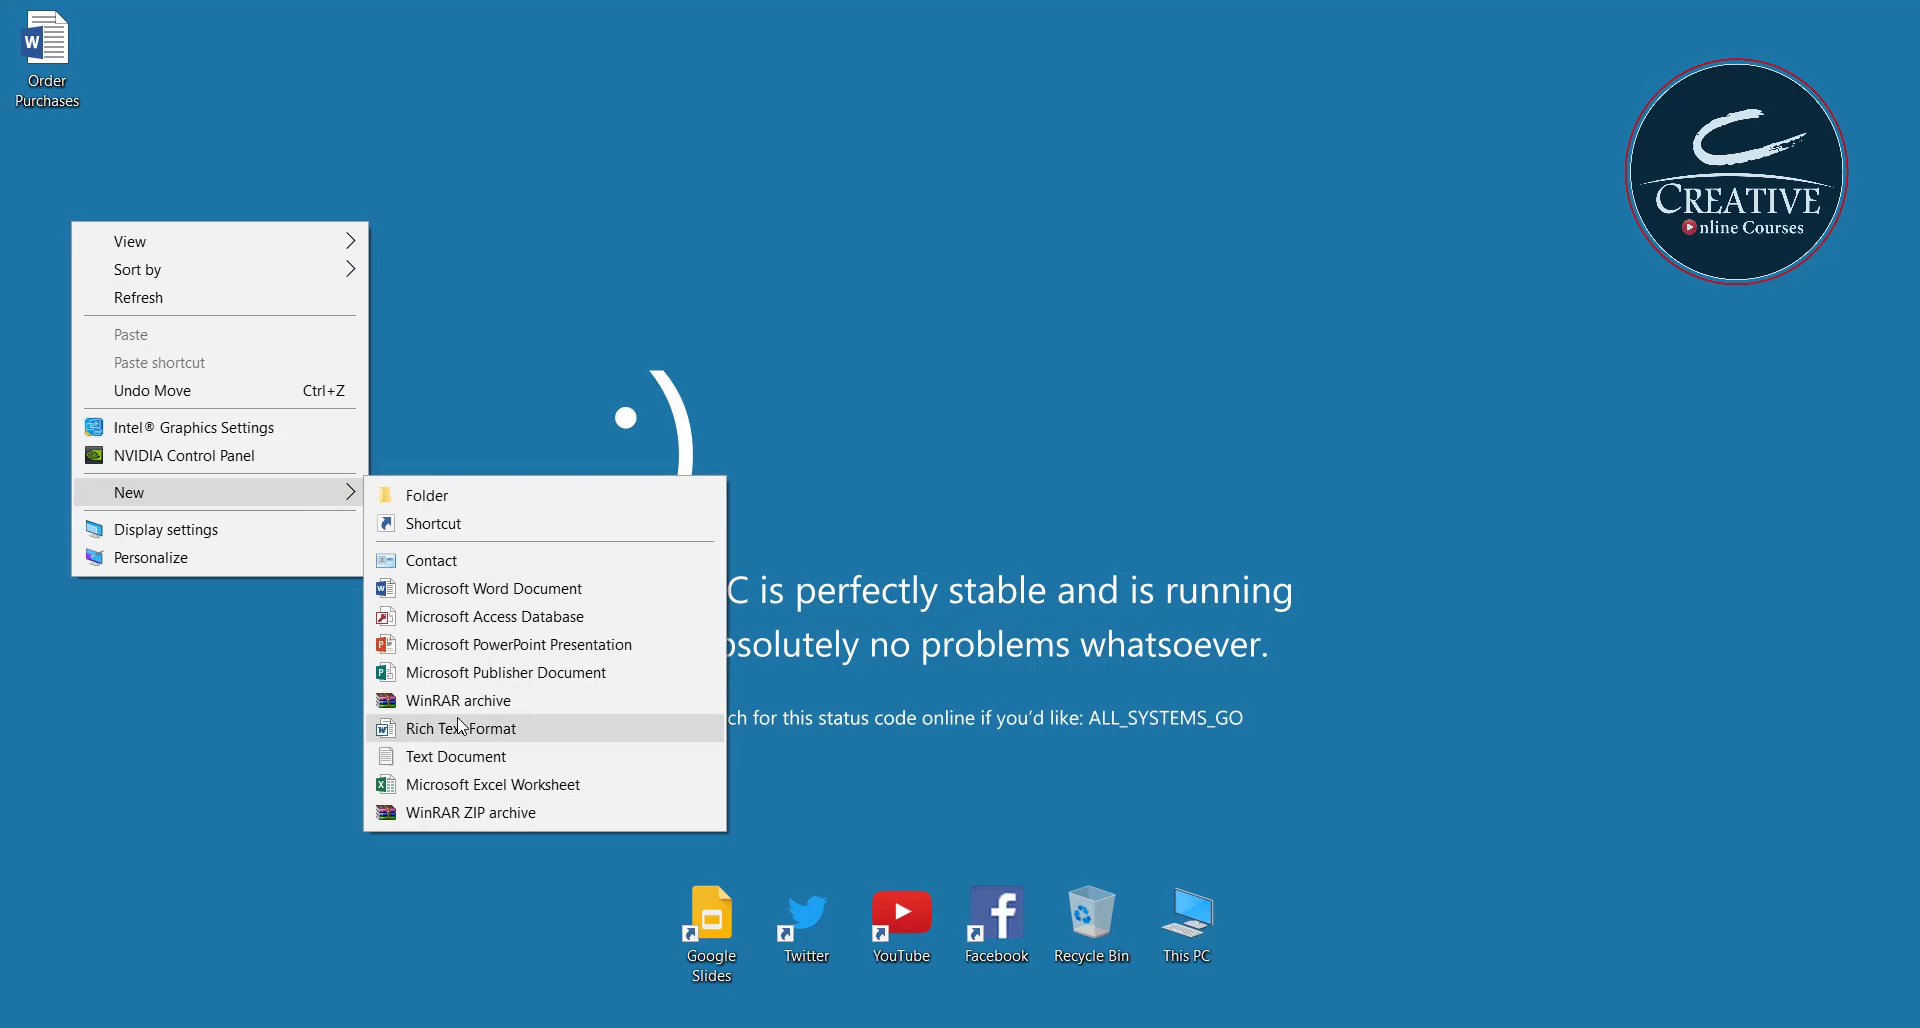 Order
Purchases
CREATIVE
nline Courses
View
Sort by
Refresh
Paste
Paste shortcut
Undo Move Ctrl+Z
Intel® Graphics Settings
NVIDIA Control Panel
New
Display settings
Personalize
Folder
Shortcut
Contact
Microsoft Word Document
Microsoft Access Database
Microsoft PowerPoint Presentation
Microsoft Publisher Document
WinRAR archive
Rich Text Format
Text Document
Microsoft Excel Worksheet
WinRAR ZIP archive
:)
C is perfectly stable and is running
bsolutely no problems whatsoever.
ch for this status code online if you’d like: ALL_SYSTEMS_GO
Google
Slides
Twitter
YouTube
Facebook
Recycle Bin
This PC